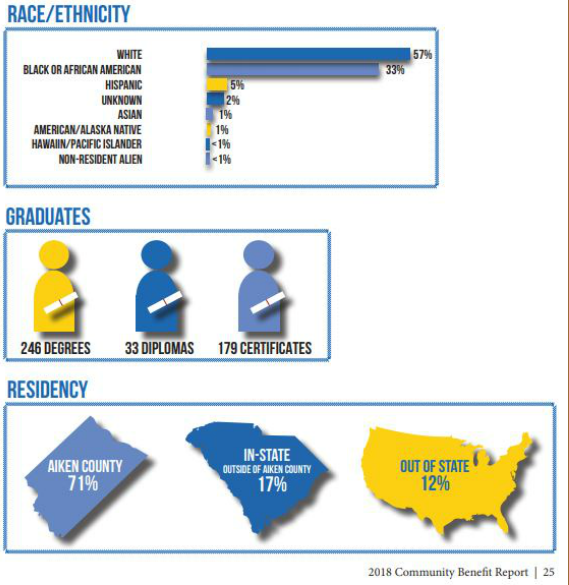 RACE/ETHNICITY
WHITE 57%
BLACK OR AFRICAN AMERICAN 33%
HISPANIC 5%
UNKNOWN 2%
ASIAN 1%
AMERICAN/ALASKA NATIVE 1%
HAWAIIN/PACIFIC ISLANDER <1%
NON-RESIDENT ALIEN <1%
GRADUATES
246 DEGREES 33 DIPLOMAS 179 CERTIFICATES
RESIDENCY
AIKEN COUNTY
71%
IN-STATE
OUTSIDE OF AIKEN COUNTY
17%
OUT OF STATE
12%
2018 Community Benefit Report | 25